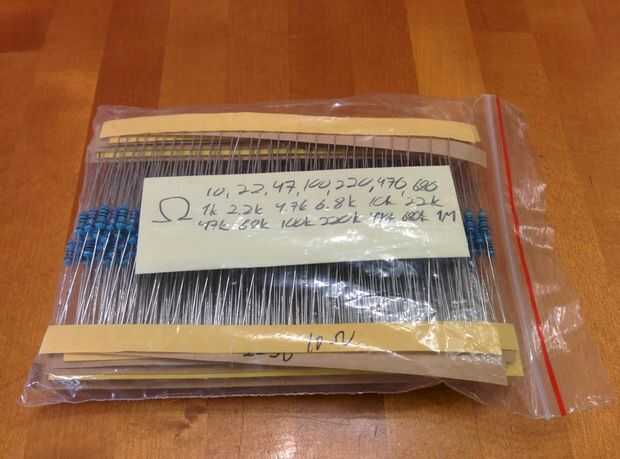 Ω 10, 22, 47, 100, 220, 470, 680
1k 2.2k 4.7k 6.8k 10k 22k
47k 68k 100k 220k 470k 680k 1M
10 Ω